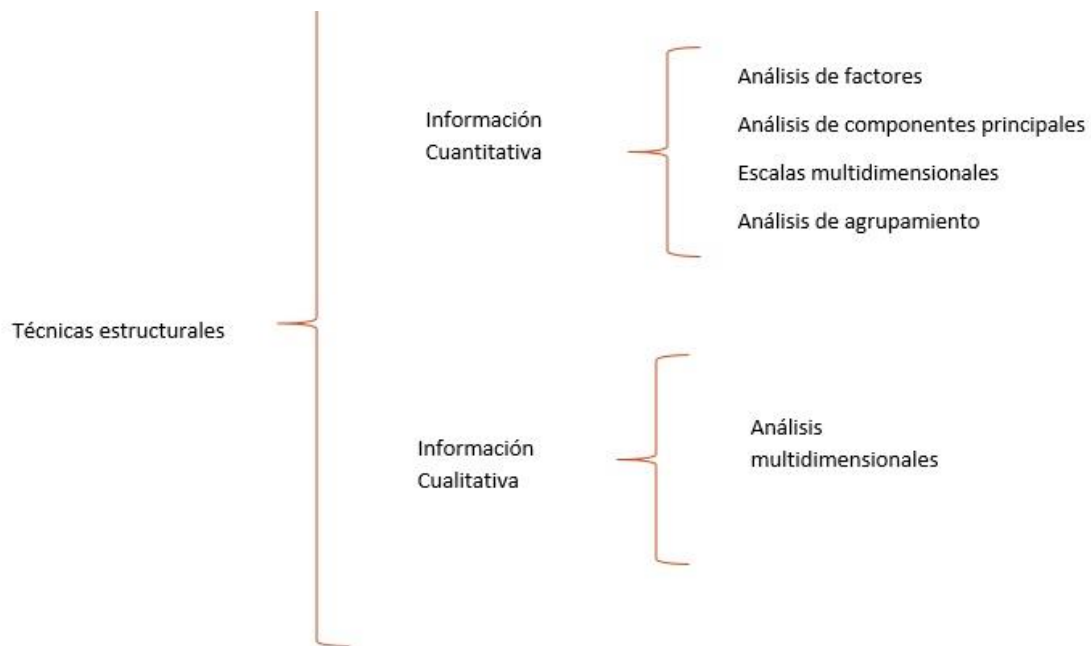 Técnicas estructurales
Información
Cuantitativa
Análisis de factores
Análisis de componentes principales
Escalas multidimensionales
Análisis de agrupamiento
Información
Cualitativa
Análisis
multidimensionales